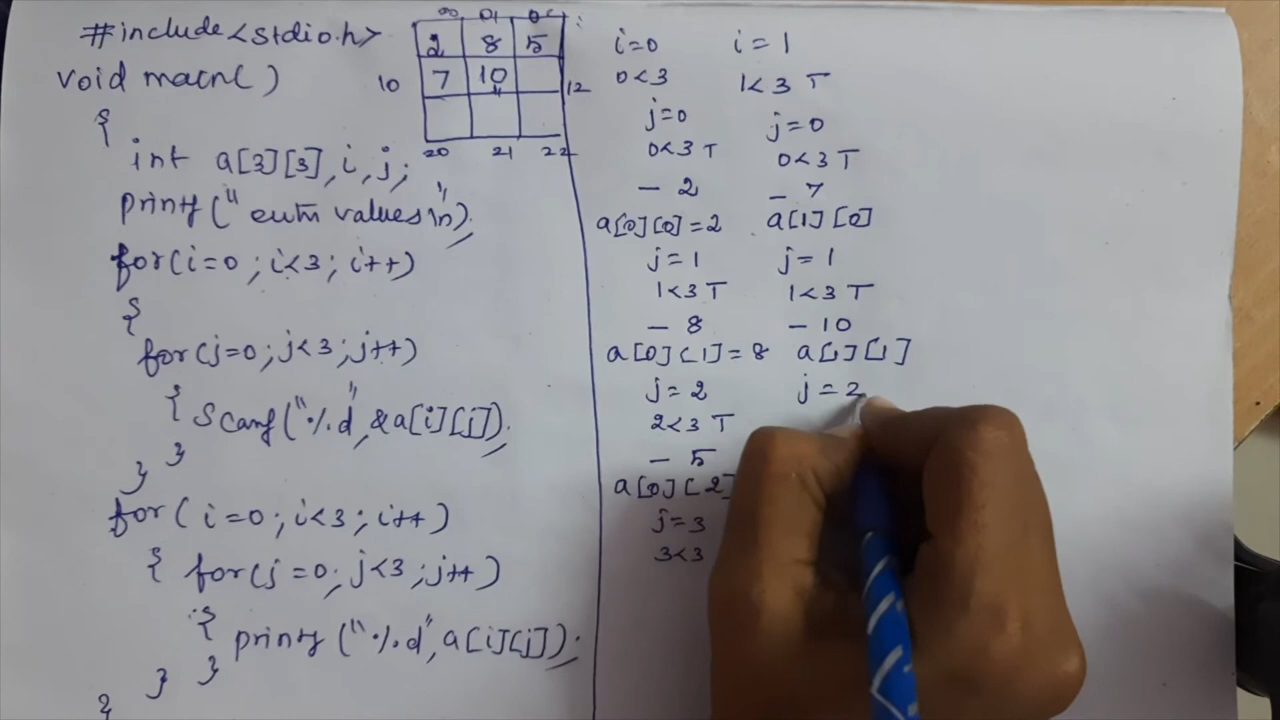 #include<stdio.h>
void main()
{
int a[3][3],i,j;
printf("enter values\n");
for(i=0;i<3;i++)
{
for(j=0;j<3;j++)
{ scanf("%d",&a[i][j]);
}
}
for(i=0;i<3;i++)
{ for(j=0;j<3;j++)
{ printf("%d",a[i][j]);
} }
}
00 01
2 8 5
10 7 10 12
11
20 21 22
i=0
0<3
j=0
0<3 T
– 2
a[0][0]=2
j=1
1<3 T
– 8
a[0][1]=8
j=2
2<3 T
– 5
a[0][2]
j=3
3<3
i=1
1<3 T
j=0
0<3 T
– 7
a[1][0]
j=1
1<3 T
– 10
a[1][1]
j=2